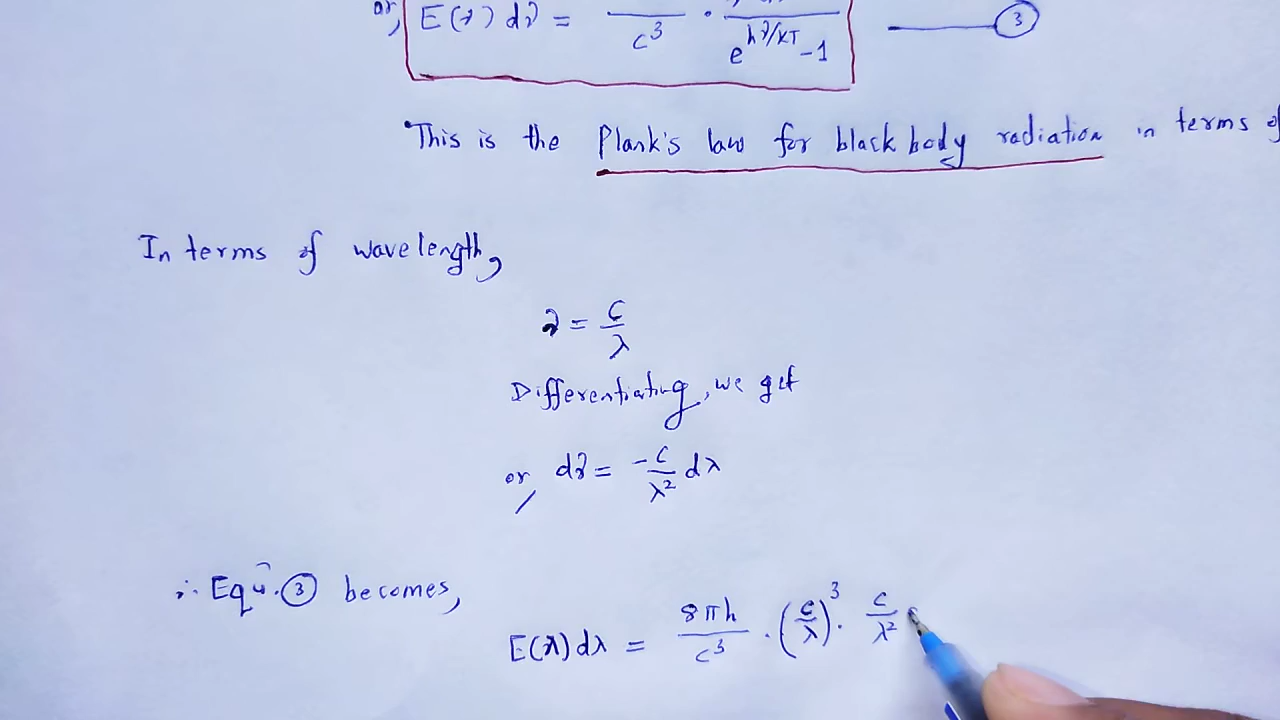 or, E(ν) dν = /c³ · /e^hν/KT -1 ——— ③
This is the Plank's law for black body radiation in terms of
In terms of wavelength,
ν = c/λ
Differentiating, we get
or, dν = -c/λ² dλ
∴ Equⁿ. ③ becomes,
E(λ) dλ = 8πh/c³ · (c/λ)³ · c/λ²